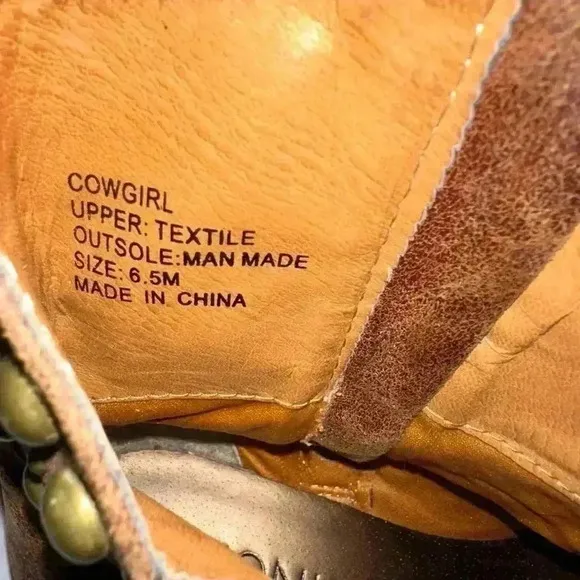 COWGIRL
UPPER: TEXTILE
OUTSOLE:MAN MADE
SIZE: 6.5M
MADE IN CHINA